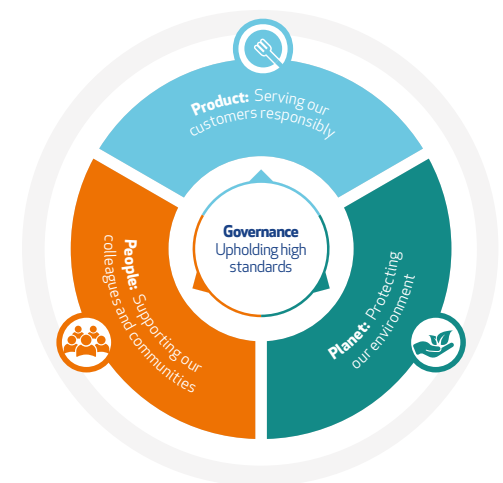 Product: Serving our
customers responsibly
Governance
Upholding high
standards
People: Supporting our
colleagues and communities
Planet: Protecting
our environment